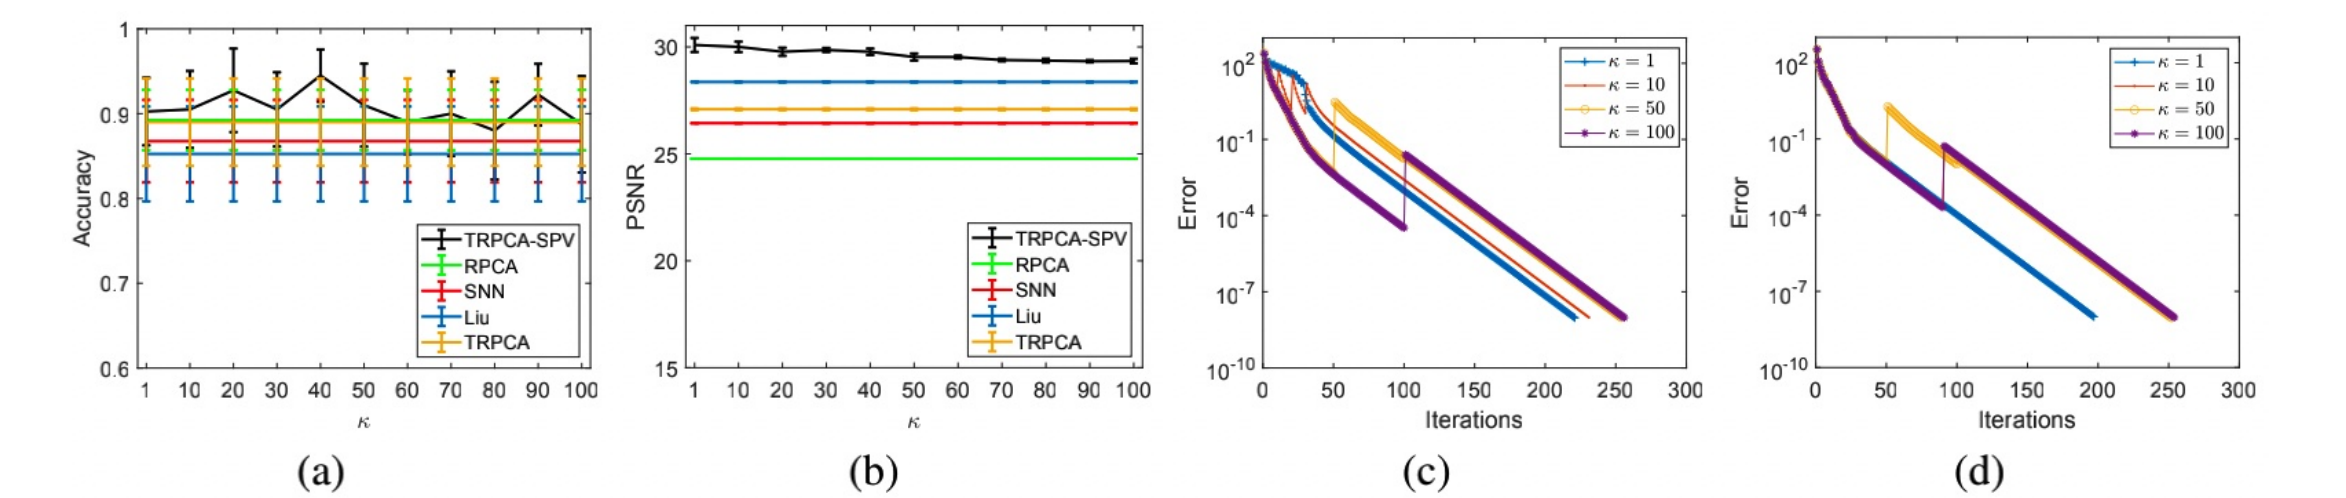 1
0.9
0.8
0.7
0.6
Accuracy
1 10 20 30 40 50 60 70 80 90 100
κ
TRPCA-SPV
RPCA
SNN
Liu
TRPCA
(a)
30
25
20
15
PSNR
1 10 20 30 40 50 60 70 80 90 100
κ
TRPCA-SPV
RPCA
SNN
Liu
TRPCA
(b)
10^2
10^-1
10^-4
10^-7
10^-10
Error
0 50 100 150 200 250 300
Iterations
κ = 1
κ = 10
κ = 50
κ = 100
(c)
10^2
10^-1
10^-4
10^-7
10^-10
Error
0 50 100 150 200 250 300
Iterations
κ = 1
κ = 10
κ = 50
κ = 100
(d)